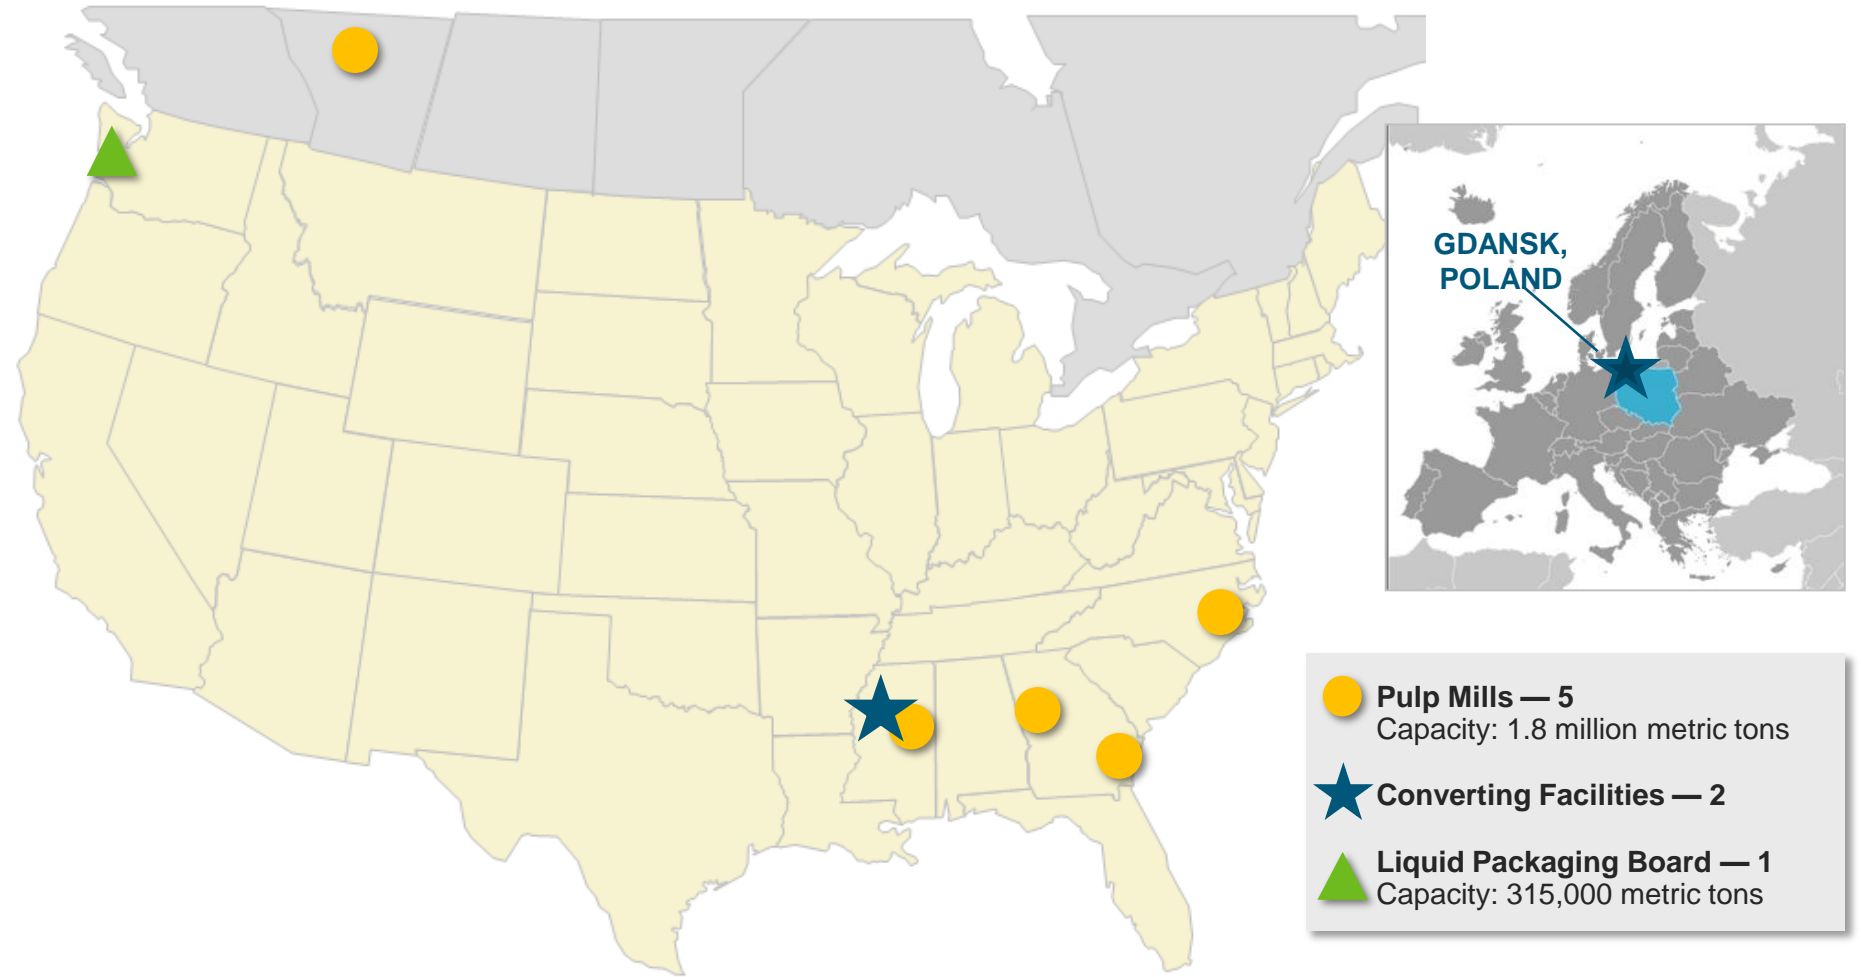 GDANSK,
POLAND
Pulp Mills — 5
Capacity: 1.8 million metric tons
Converting Facilities — 2
Liquid Packaging Board — 1
Capacity: 315,000 metric tons